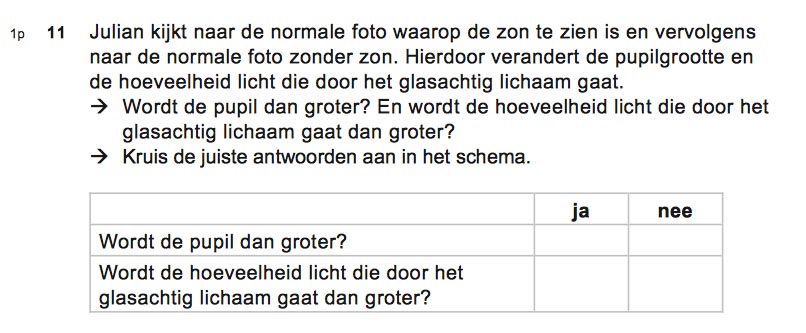 1p 11 Julian kijkt naar de normale foto waarop de zon te zien is en vervolgens
naar de normale foto zonder zon. Hierdoor verandert de pupilgrootte en
de hoeveelheid licht die door het glasachtig lichaam gaat.
→ Wordt de pupil dan groter? En wordt de hoeveelheid licht die door het
glasachtig lichaam gaat dan groter?
→ Kruis de juiste antwoorden aan in het schema.
ja nee
Wordt de pupil dan groter?
Wordt de hoeveelheid licht die door het
glasachtig lichaam gaat dan groter?